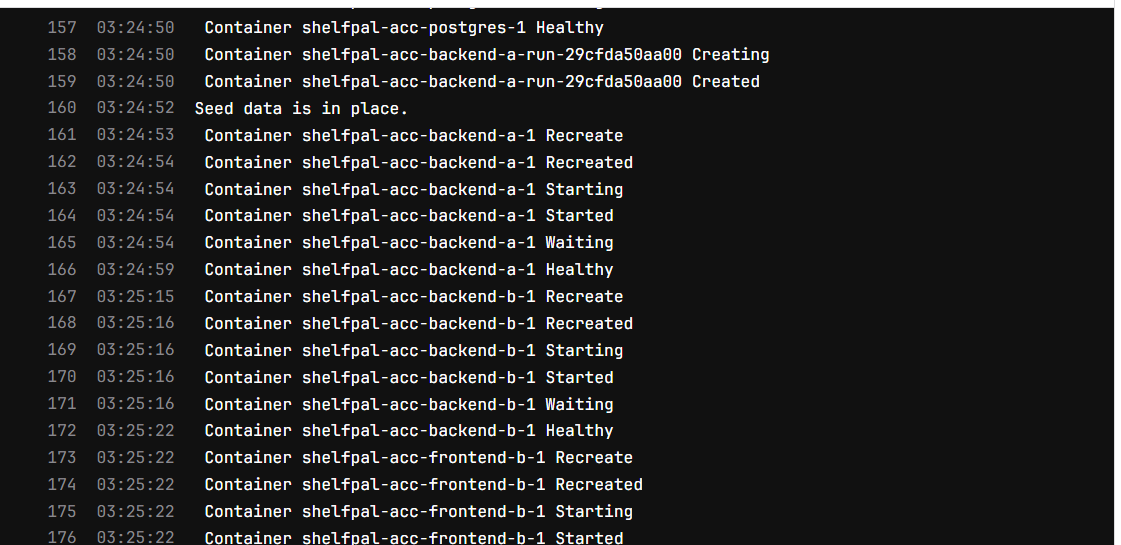 157 03:24:50 Container shelfpal-acc-postgres-1 Healthy
158 03:24:50 Container shelfpal-acc-backend-a-run-29cfda50aa00 Creating
159 03:24:50 Container shelfpal-acc-backend-a-run-29cfda50aa00 Created
160 03:24:52 Seed data is in place.
161 03:24:53 Container shelfpal-acc-backend-a-1 Recreate
162 03:24:54 Container shelfpal-acc-backend-a-1 Recreated
163 03:24:54 Container shelfpal-acc-backend-a-1 Starting
164 03:24:54 Container shelfpal-acc-backend-a-1 Started
165 03:24:54 Container shelfpal-acc-backend-a-1 Waiting
166 03:24:59 Container shelfpal-acc-backend-a-1 Healthy
167 03:25:15 Container shelfpal-acc-backend-b-1 Recreate
168 03:25:16 Container shelfpal-acc-backend-b-1 Recreated
169 03:25:16 Container shelfpal-acc-backend-b-1 Starting
170 03:25:16 Container shelfpal-acc-backend-b-1 Started
171 03:25:16 Container shelfpal-acc-backend-b-1 Waiting
172 03:25:22 Container shelfpal-acc-backend-b-1 Healthy
173 03:25:22 Container shelfpal-acc-frontend-b-1 Recreate
174 03:25:22 Container shelfpal-acc-frontend-b-1 Recreated
175 03:25:22 Container shelfpal-acc-frontend-b-1 Starting
176 03:25:22 Container shelfpal-acc-frontend-b-1 Started